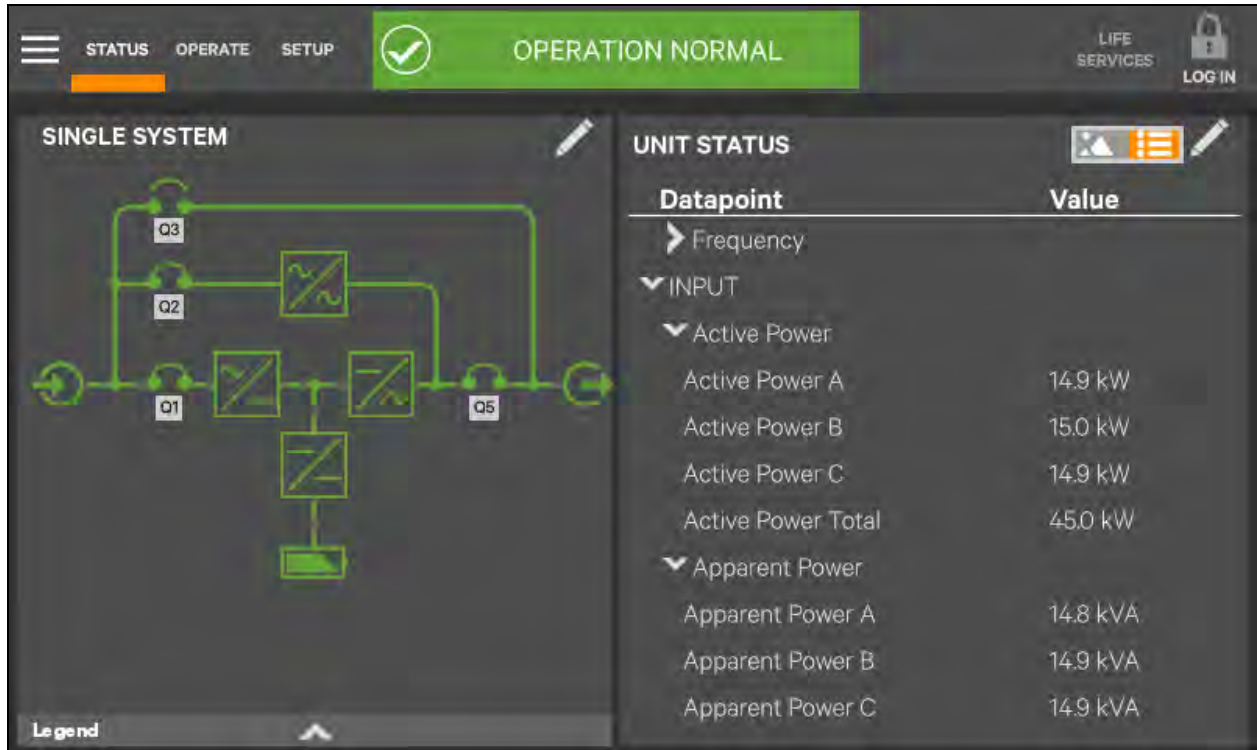 STATUS OPERATE SETUP OPERATION NORMAL LIFE
SERVICES
LOG IN
SINGLE SYSTEM
Q3
Q2
Q1 Q5
Legend
UNIT STATUS
Datapoint Value
Frequency
INPUT
Active Power
Active Power A 14.9 kW
Active Power B 15.0 kW
Active Power C 14.9 kW
Active Power Total 45.0 kW
Apparent Power
Apparent Power A 14.8 kVA
Apparent Power B 14.9 kVA
Apparent Power C 14.9 kVA